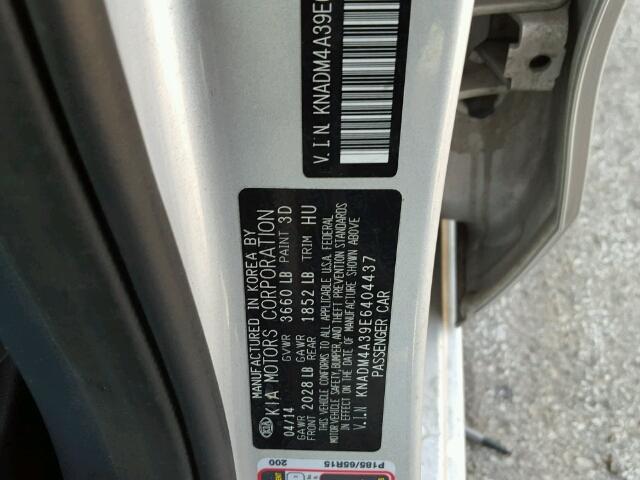 V.I.N KNADM4A39E
MANUFACTURED IN KOREA BY
KIA KIA MOTORS CORPORATION
04/14 GVWR 3660 LB PAINT 3D
GAWR FRONT 2028 LB GAWR REAR 1852 LB TRIM HU
THIS VEHICLE CONFORMS TO ALL APPLICABLE U.S.A. FEDERAL
MOTOR VEHICLE SAFETY, BUMPER, AND THEFT PREVENTION STANDARDS
IN EFFECT ON THE DATE OF MANUFACTURE SHOWN ABOVE
V.I.N KNADM4A39E6404437
PASSENGER CAR
P185/65R15
200